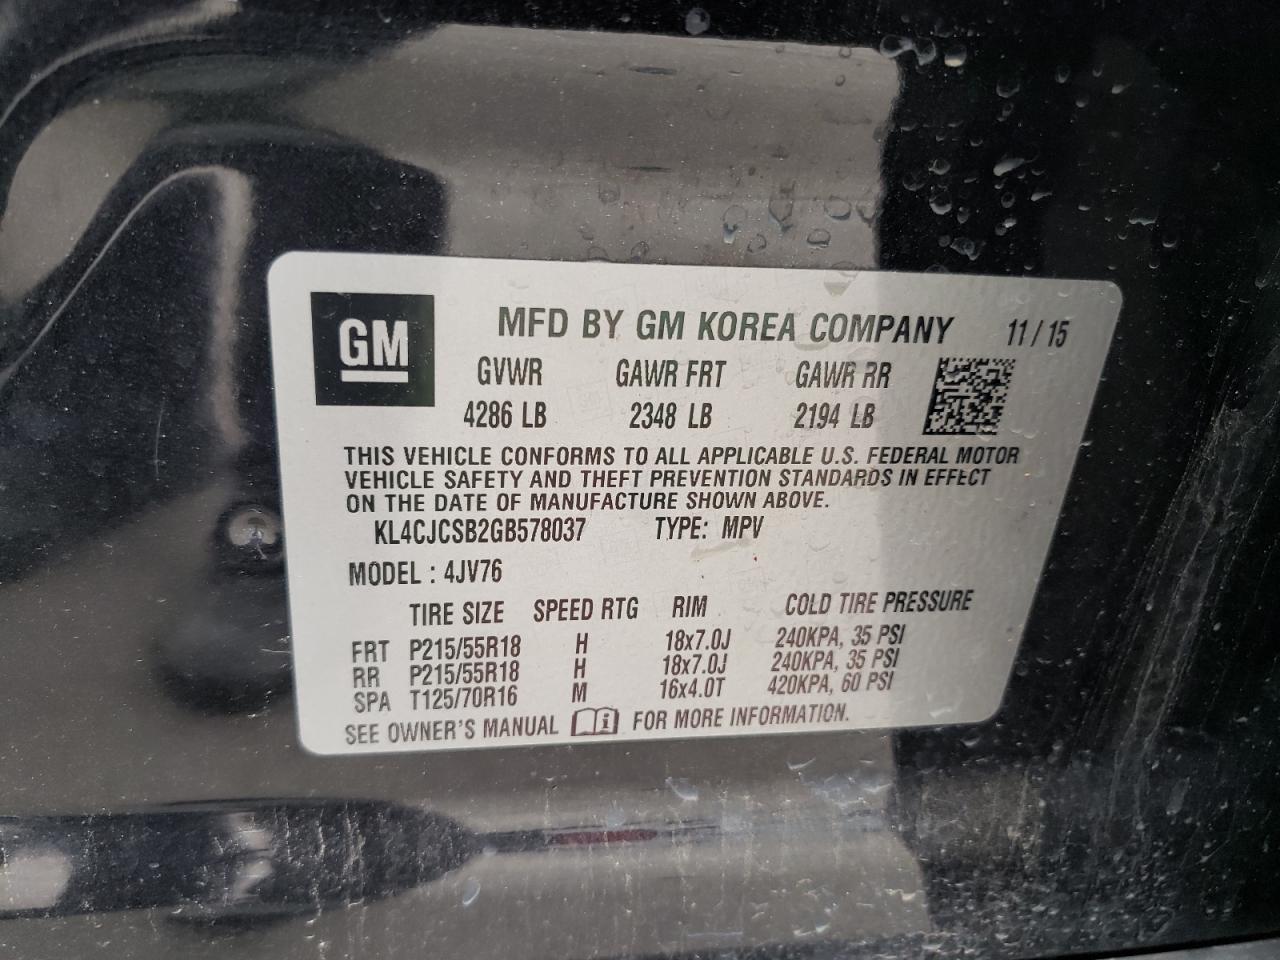 GM
MFD BY GM KOREA COMPANY 11/15
GVWR GAWR FRT GAWR RR
4286 LB 2348 LB 2194 LB
THIS VEHICLE CONFORMS TO ALL APPLICABLE U.S. FEDERAL MOTOR
VEHICLE SAFETY AND THEFT PREVENTION STANDARDS IN EFFECT
ON THE DATE OF MANUFACTURE SHOWN ABOVE.
KL4CJCSB2GB578037 TYPE: MPV
MODEL : 4JV76
TIRE SIZE SPEED RTG RIM COLD TIRE PRESSURE
FRT P215/55R18 H 18x7.0J 240KPA, 35 PSI
RR P215/55R18 H 18x7.0J 240KPA, 35 PSI
SPA T125/70R16 M 16x4.0T 420KPA, 60 PSI
SEE OWNER'S MANUAL FOR MORE INFORMATION.